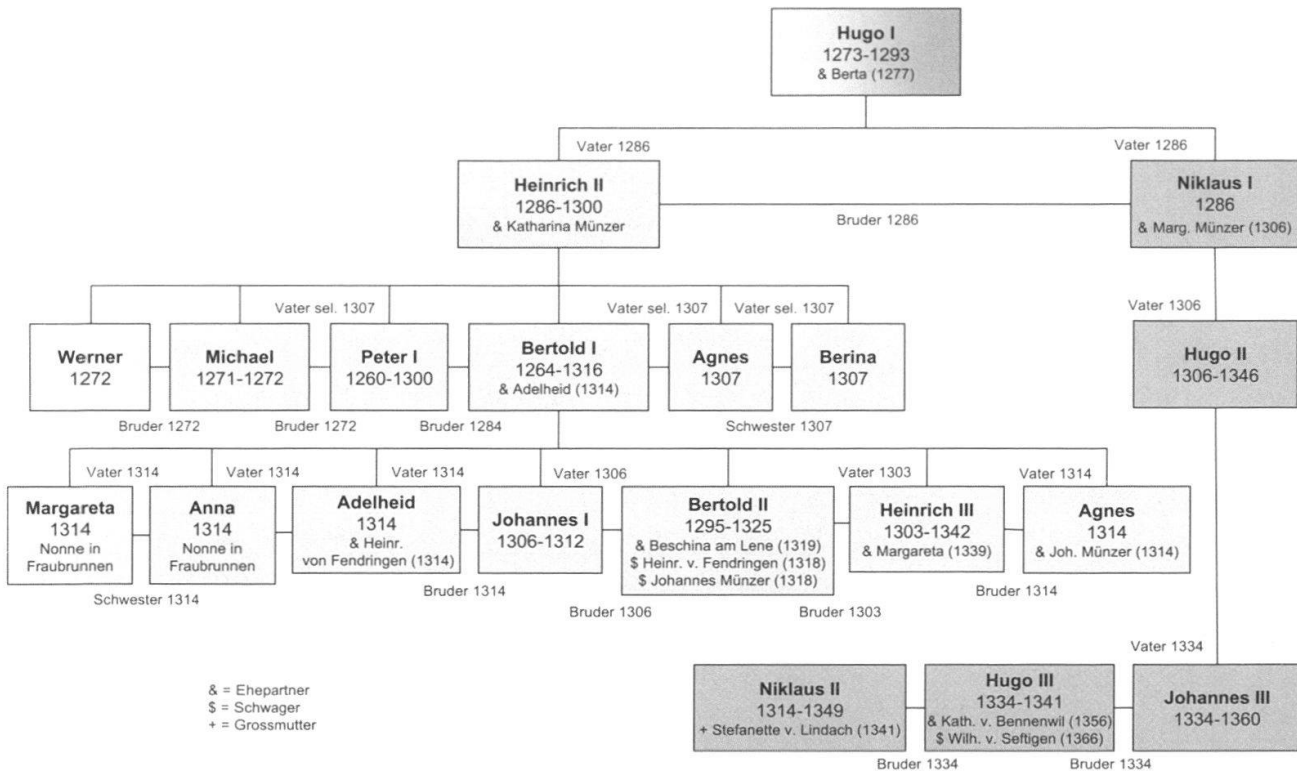 Hugo I
1273-1293
& Berta (1277)
Vater 1286
Vater 1286
Heinrich II
1286-1300
& Katharina Münzer
Bruder 1286
Niklaus I
1286
& Marg. Münzer (1306)
Vater sel. 1307
Vater sel. 1307
Vater sel. 1307
Vater 1306
Werner
1272
Michael
1271-1272
Peter I
1260-1300
Bertold I
1264-1316
& Adelheid (1314)
Agnes
1307
Berina
1307
Hugo II
1306-1346
Bruder 1272
Bruder 1272
Bruder 1284
Schwester 1307
Vater 1314
Vater 1314
Vater 1314
Vater 1306
Vater 1303
Vater 1314
Margareta
1314
Nonne in
Fraubrunnen
Anna
1314
Nonne in
Fraubrunnen
Adelheid
1314
& Heinr.
von Fendringen (1314)
Johannes I
1306-1312
Bertold II
1295-1325
& Beschina am Lene (1319)
$ Heinr. v. Fendringen (1318)
$ Johannes Münzer (1318)
Heinrich III
1303-1342
& Margareta (1339)
Agnes
1314
& Joh. Münzer (1314)
Schwester 1314
Bruder 1314
Bruder 1306
Bruder 1303
Bruder 1314
Vater 1334
& = Ehepartner
$ = Schwager
+ = Grossmutter
Niklaus II
1314-1349
+ Stefanette v. Lindach (1341)
Hugo III
1334-1341
& Kath. v. Bennenwil (1356)
$ Wilh. v. Seftigen (1366)
Johannes III
1334-1360
Bruder 1334
Bruder 1334